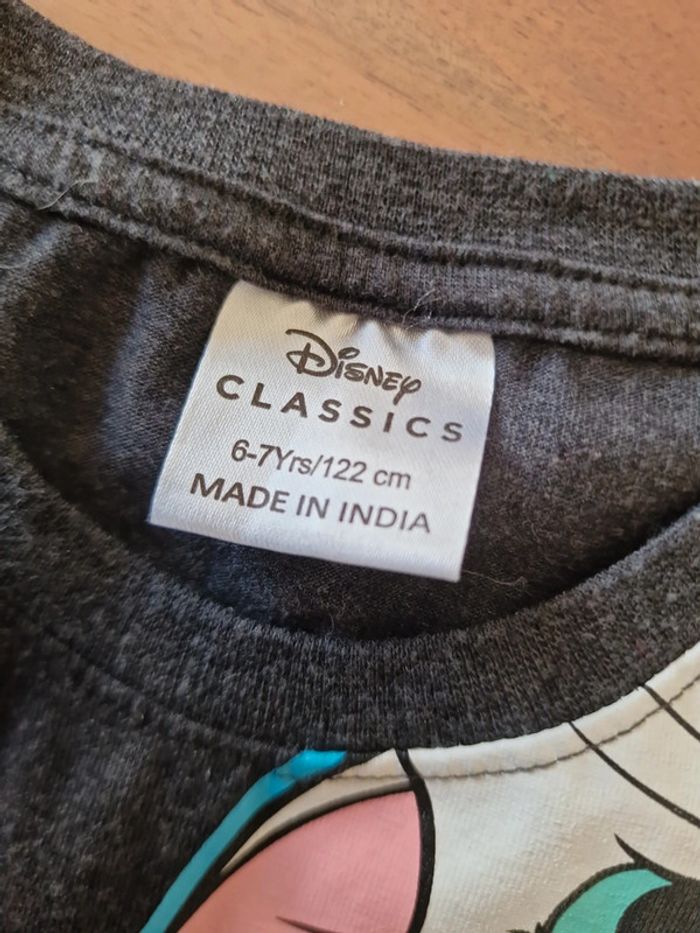 Disney
CLASSICS
6-7Yrs/122 cm
MADE IN INDIA